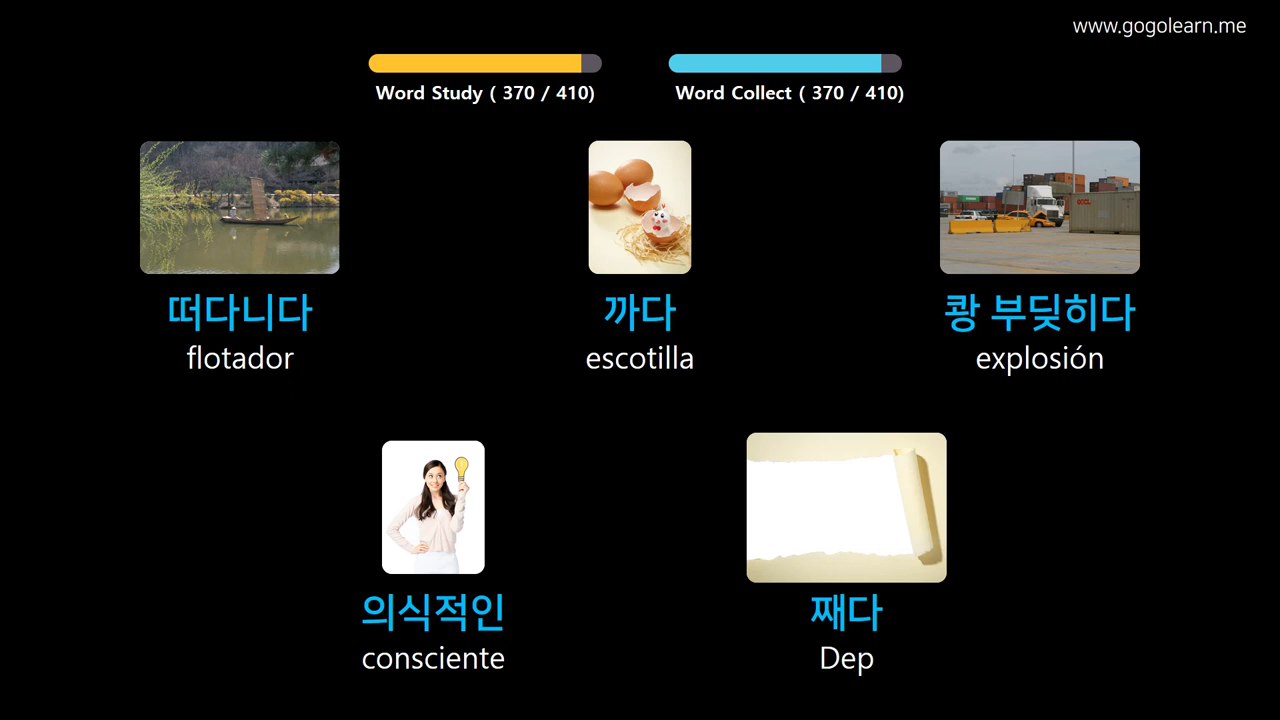 www.gogolearn.me
Word Study ( 370 / 410)
Word Collect ( 370 / 410)
떠다니다
flotador
까다
escotilla
쾅 부딪히다
explosión
의식적인
consciente
째다
Dep